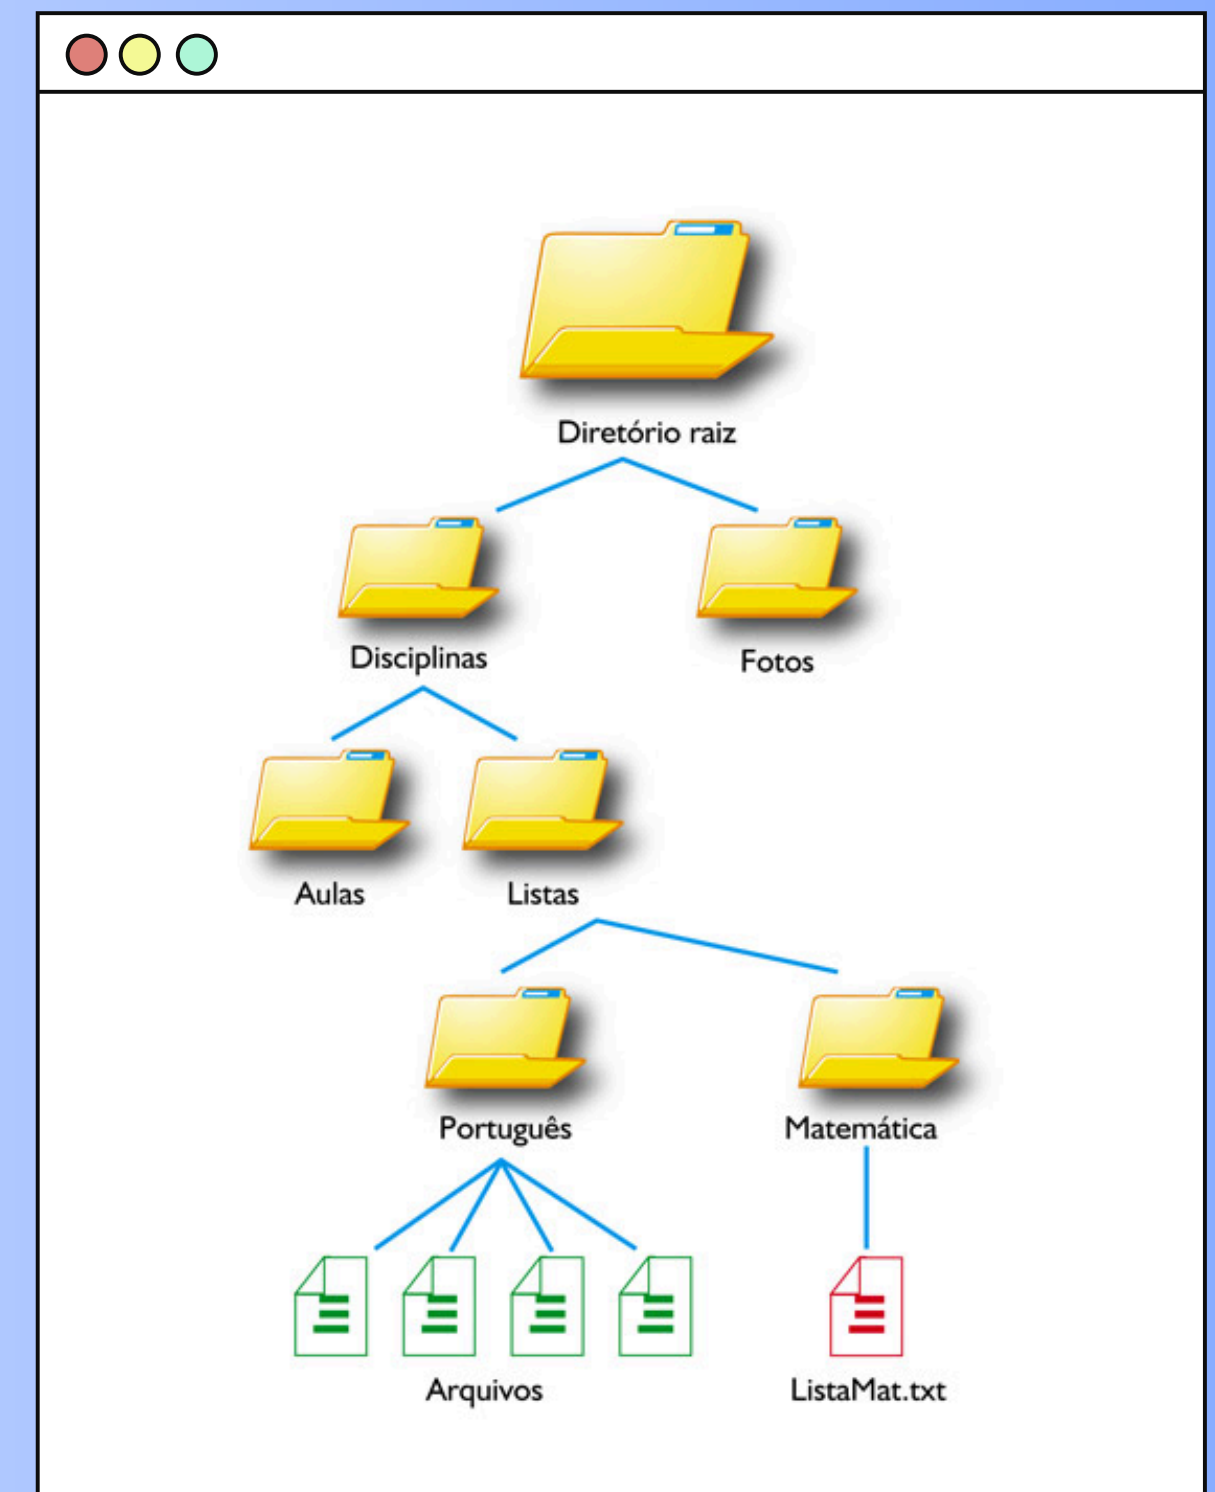 Diretório raiz
Disciplinas
Fotos
Aulas
Listas
Português
Matemática
Arquivos
ListaMat.txt